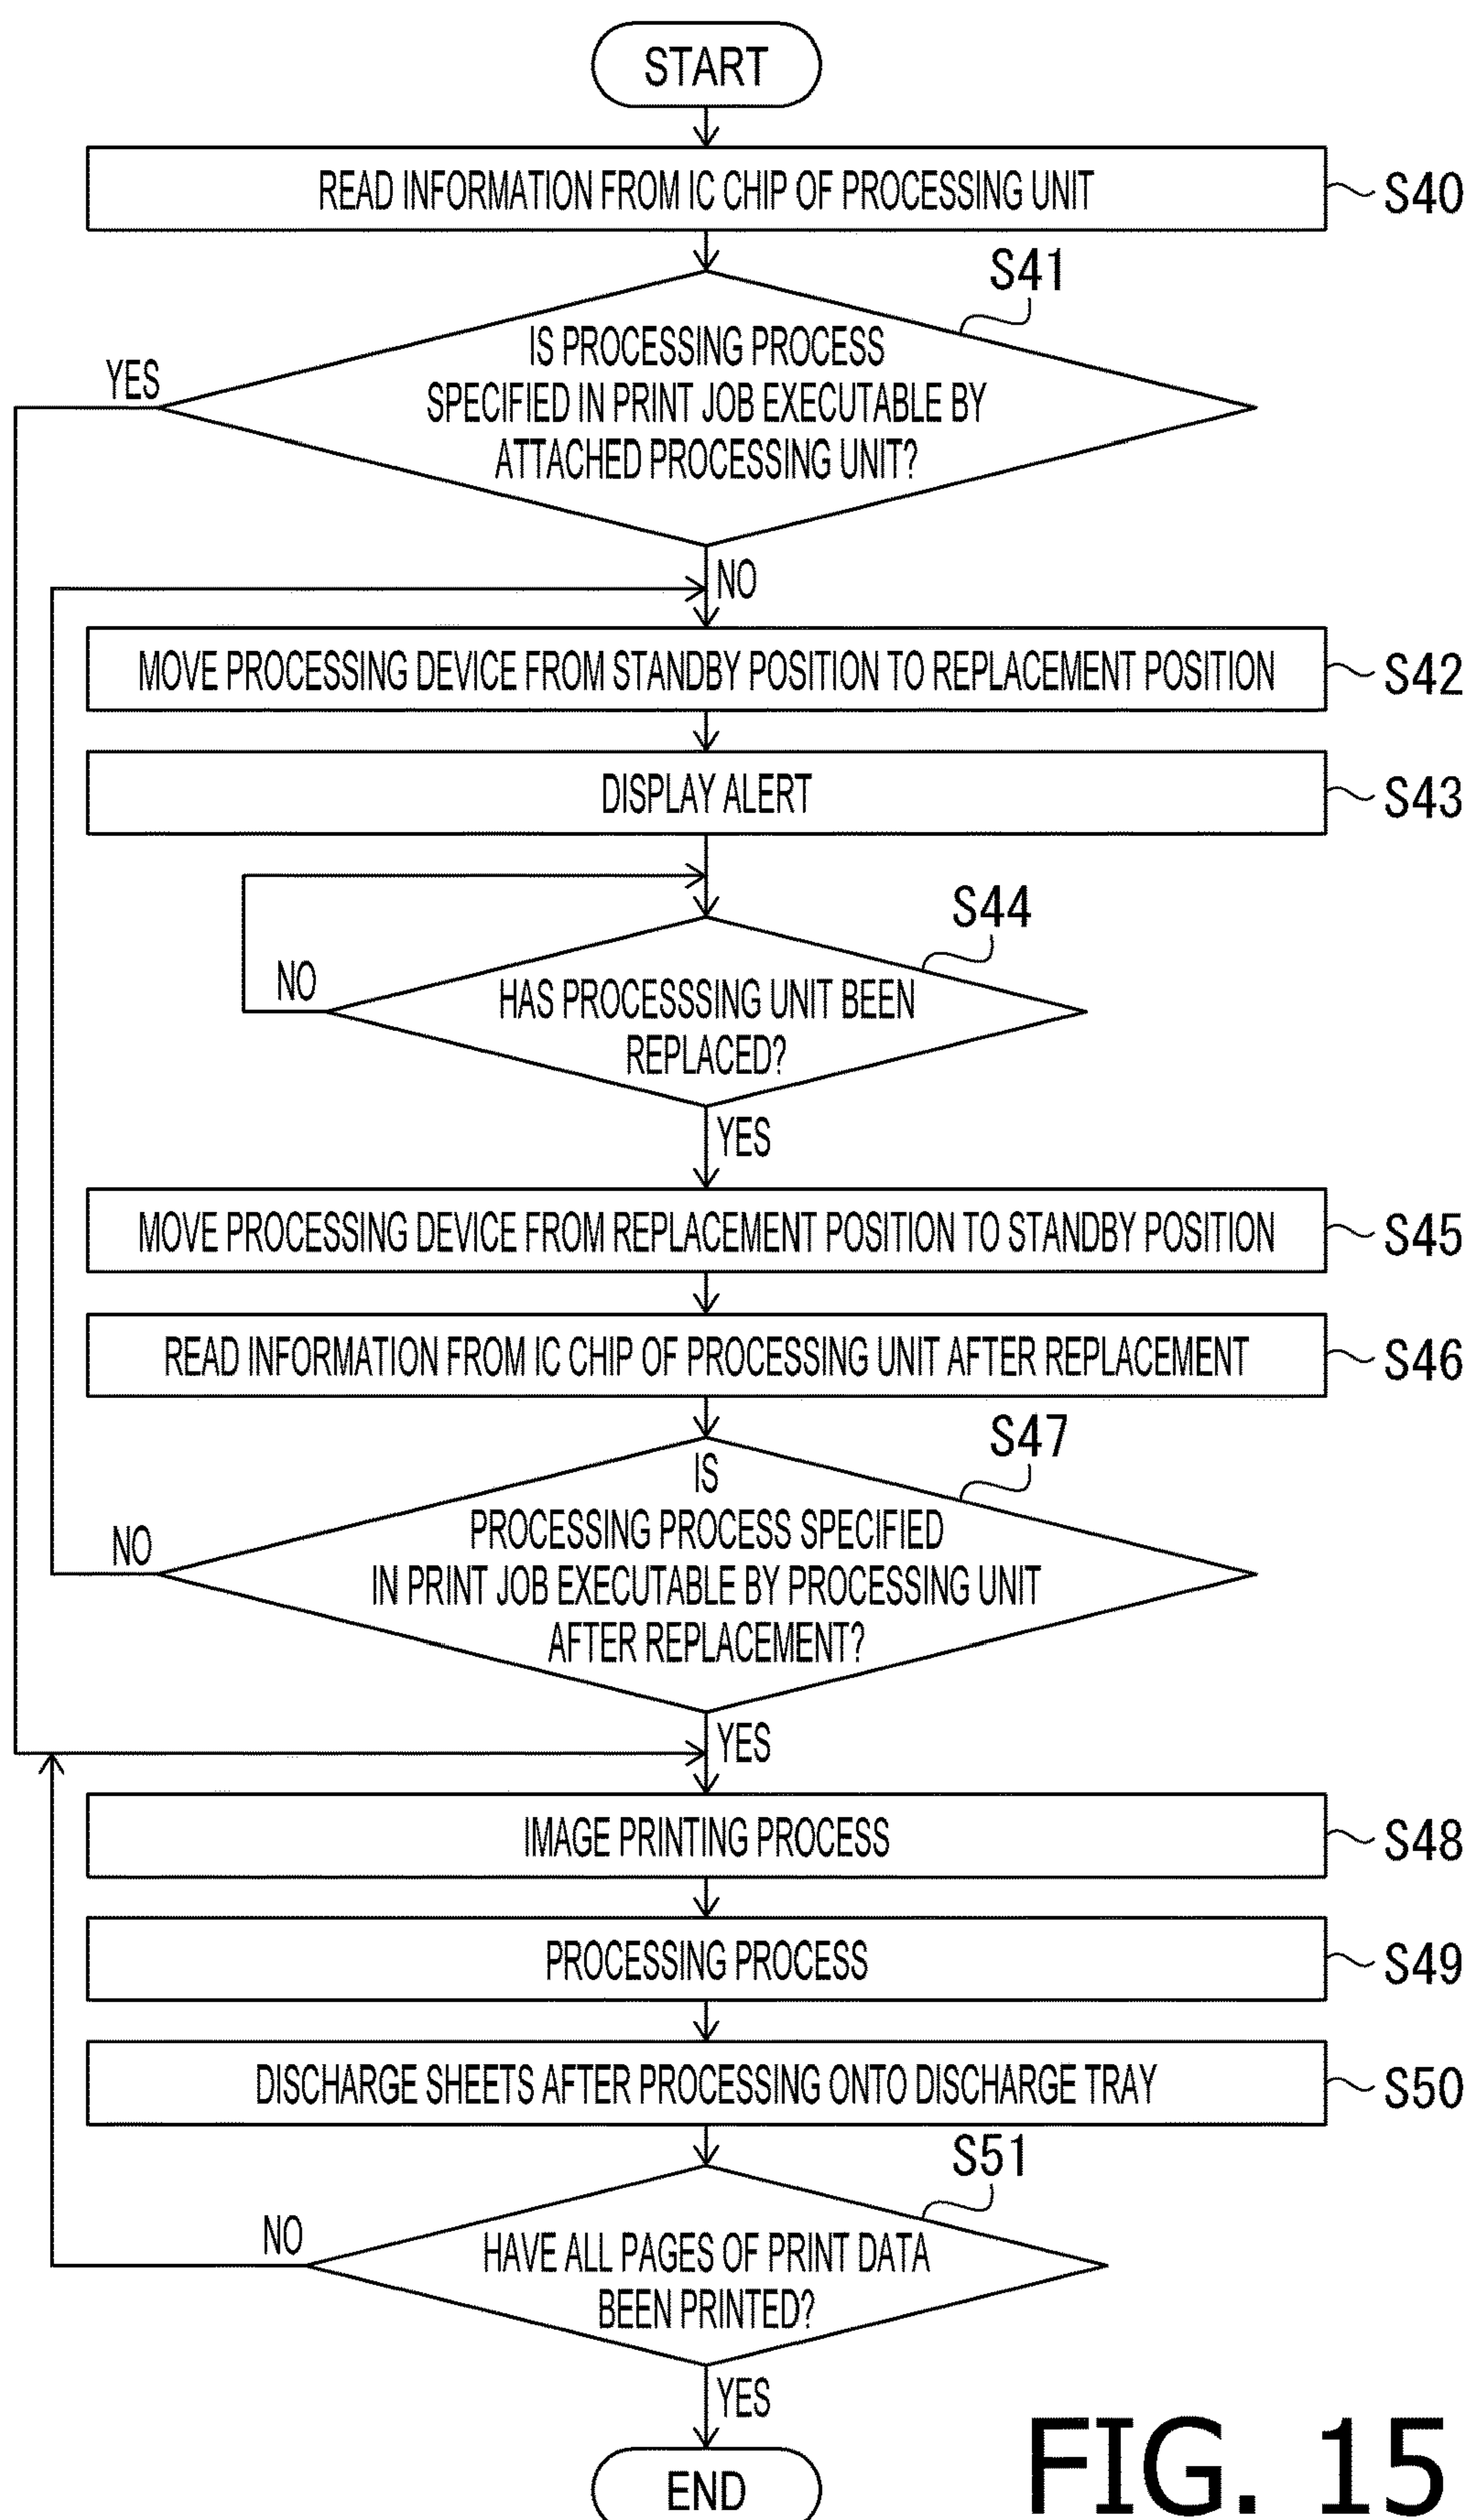 START
READ INFORMATION FROM IC CHIP OF PROCESSING UNIT
S40
S41
IS PROCESSING PROCESS
SPECIFIED IN PRINT JOB EXECUTABLE BY
ATTACHED PROCESSING UNIT?
YES
NO
MOVE PROCESSING DEVICE FROM STANDBY POSITION TO REPLACEMENT POSITION
S42
DISPLAY ALERT
S43
S44
HAS PROCESSSING UNIT BEEN
REPLACED?
NO
YES
MOVE PROCESSING DEVICE FROM REPLACEMENT POSITION TO STANDBY POSITION
S45
READ INFORMATION FROM IC CHIP OF PROCESSING UNIT AFTER REPLACEMENT
S46
S47
IS
PROCESSING PROCESS SPECIFIED
IN PRINT JOB EXECUTABLE BY PROCESSING UNIT
AFTER REPLACEMENT?
NO
YES
IMAGE PRINTING PROCESS
S48
PROCESSING PROCESS
S49
DISCHARGE SHEETS AFTER PROCESSING ONTO DISCHARGE TRAY
S50
S51
HAVE ALL PAGES OF PRINT DATA
BEEN PRINTED?
NO
YES
END
FIG. 15